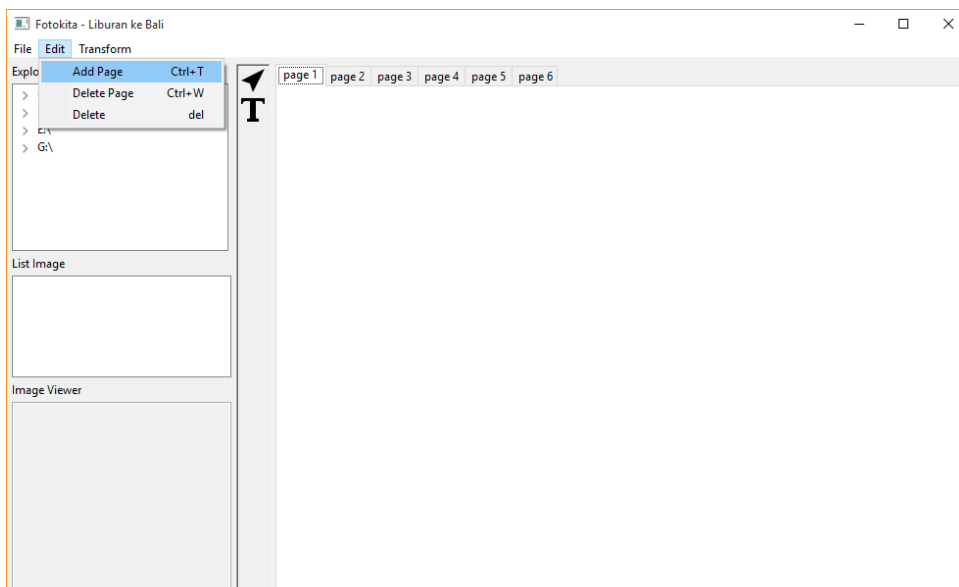 Fotokita - Liburan ke Bali
File Edit Transform
Explo
Add Page Ctrl+T
Delete Page Ctrl+W
Delete del
E:\
G:\
T
page 1 page 2 page 3 page 4 page 5 page 6
List Image
Image Viewer